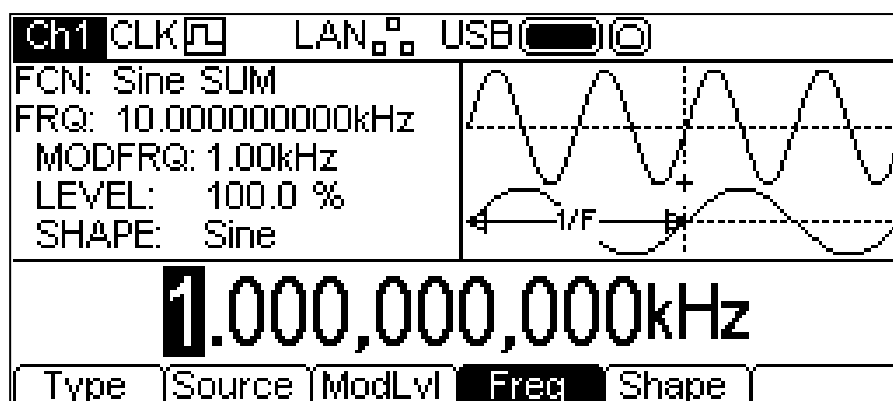 Ch1 CLK LAN USB
FCN: Sine SUM
FRQ: 10.000000000kHz
MODFRQ: 1.00kHz
LEVEL: 100.0 %
SHAPE: Sine
1/F
1.000,000,000kHz
Type Source ModLvl Freq Shape